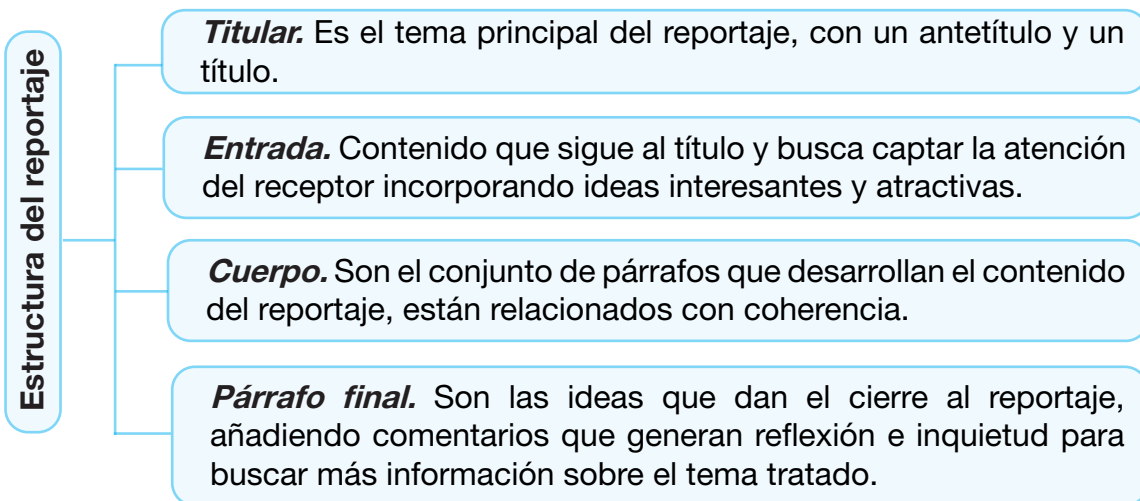 Estructura del reportaje
Titular. Es el tema principal del reportaje, con un antetítulo y un
título.
Entrada. Contenido que sigue al título y busca captar la atención
del receptor incorporando ideas interesantes y atractivas.
Cuerpo. Son el conjunto de párrafos que desarrollan el contenido
del reportaje, están relacionados con coherencia.
Párrafo final. Son las ideas que dan el cierre al reportaje,
añadiendo comentarios que generan reflexión e inquietud para
buscar más información sobre el tema tratado.